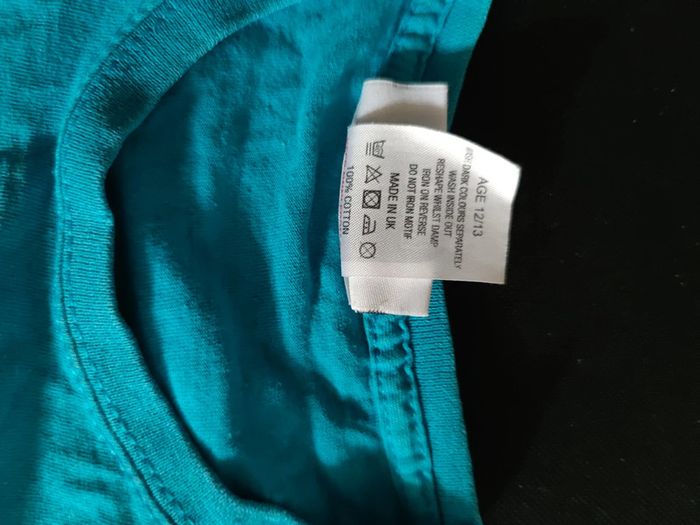 AGE 12/13
WASH DARK COLOURS SEPARATELY
WASH INSIDE OUT
RESHAPE WHILST DAMP
IRON ON REVERSE
DO NOT IRON MOTIF
MADE IN UK
100% COTTON